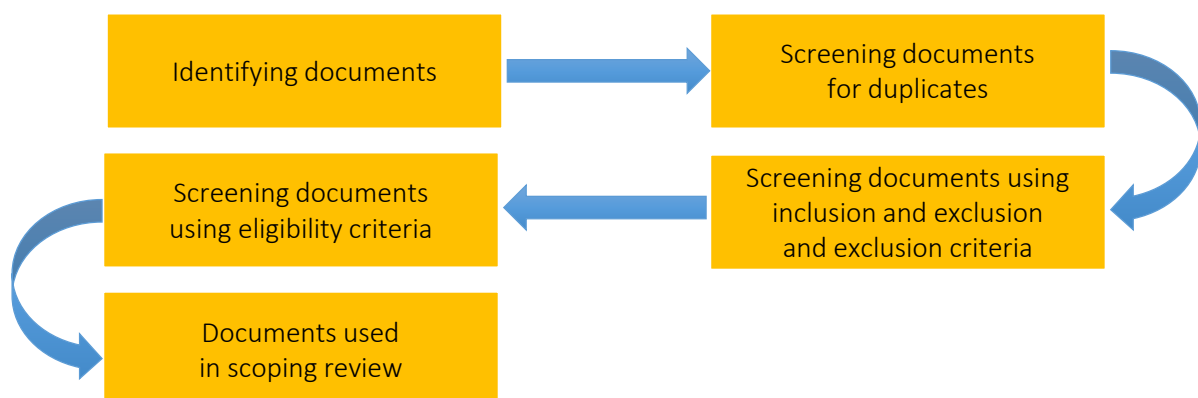 Identifying documents
Screening documents
for duplicates
Screening documents using
inclusion and exclusion
and exclusion criteria
Screening documents
using eligibility criteria
Documents used
in scoping review